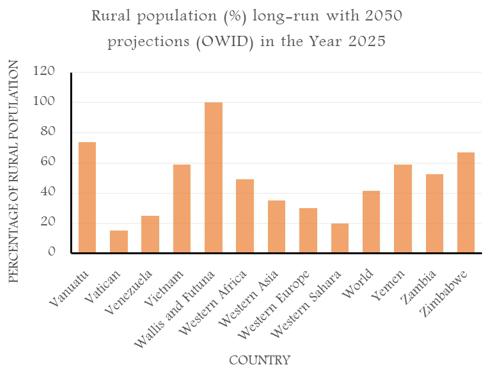 Rural population (%) long-run with 2050
projections (OWID) in the Year 2025
PERCENTAGE OF RURAL POPULATION
120
100
80
60
40
20
0
Vanuatu
Vatican
Venezuela
Vietnam
Wallis and Futuna
Western Africa
Western Asia
Western Europe
Western Sahara
World
Yemen
Zambia
Zimbabwe
COUNTRY